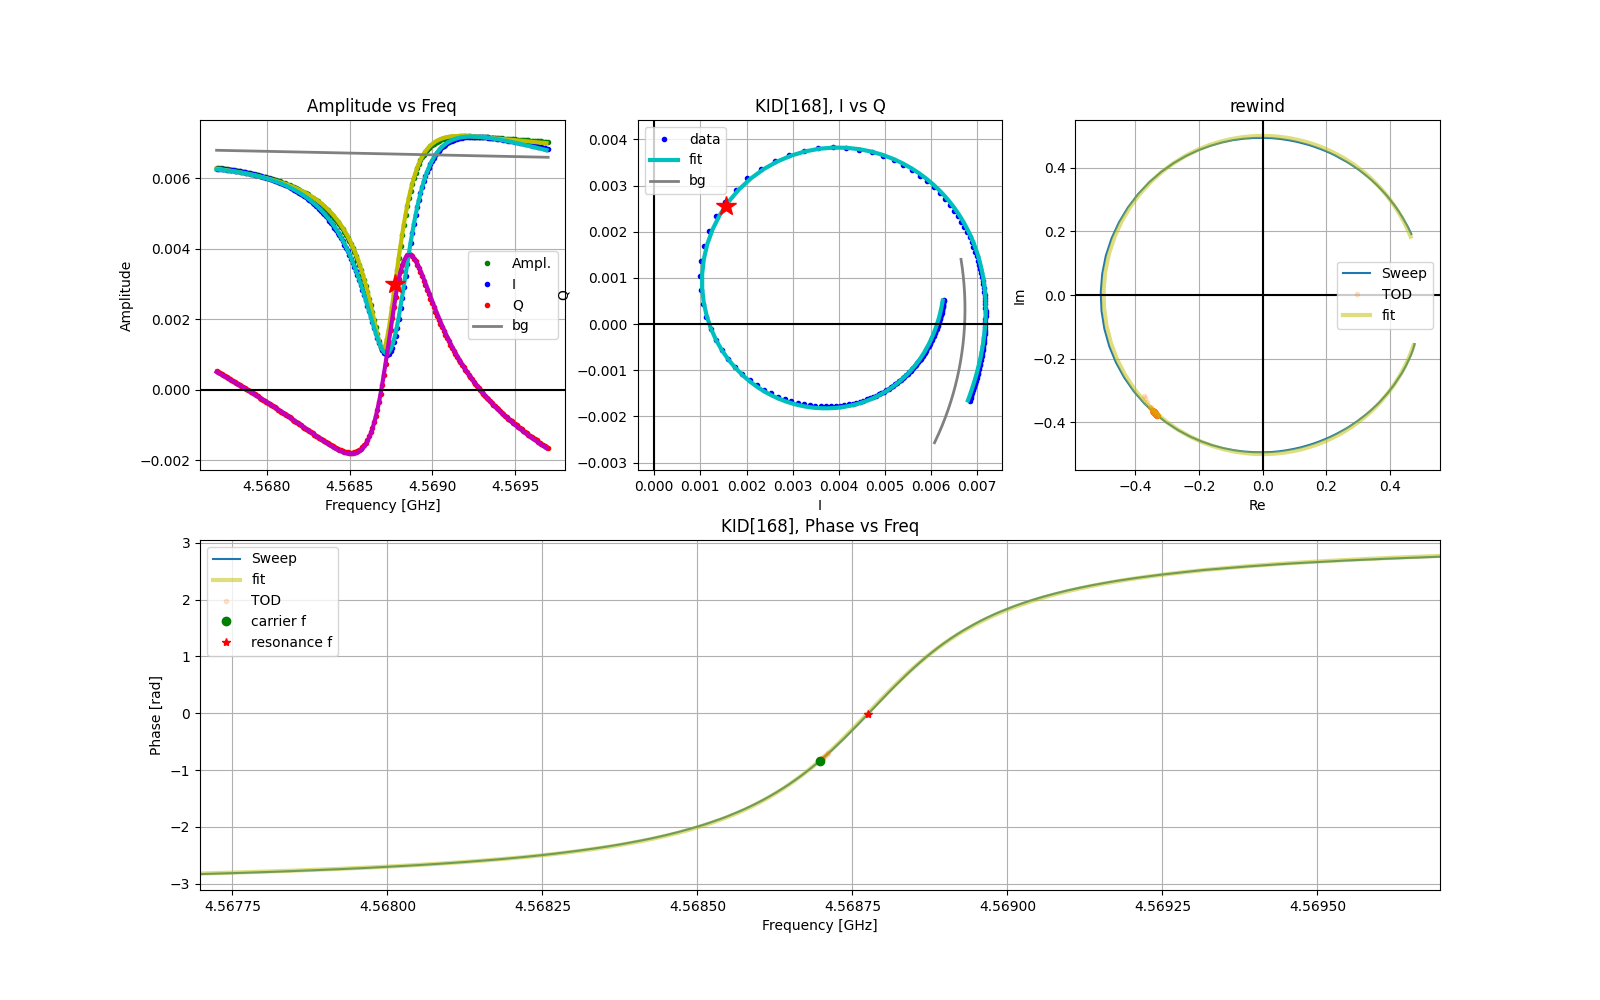 Amplitude vs Freq
Amplitude
0.006
0.004
0.002
0.000
−0.002
4.5680 4.5685 4.5690 4.5695
Frequency [GHz]
Ampl.
I
Q
bg
KID[168], I vs Q
Q
0.004
0.003
0.002
0.001
0.000
−0.001
−0.002
−0.003
0.000 0.001 0.002 0.003 0.004 0.005 0.006 0.007
I
data
fit
bg
rewind
Im
0.4
0.2
0.0
−0.2
−0.4
−0.4 −0.2 0.0 0.2 0.4
Re
Sweep
TOD
fit
KID[168], Phase vs Freq
Phase [rad]
3
2
1
0
−1
−2
−3
4.56775 4.56800 4.56825 4.56850 4.56875 4.56900 4.56925 4.56950
Frequency [GHz]
Sweep
fit
TOD
carrier f
resonance f